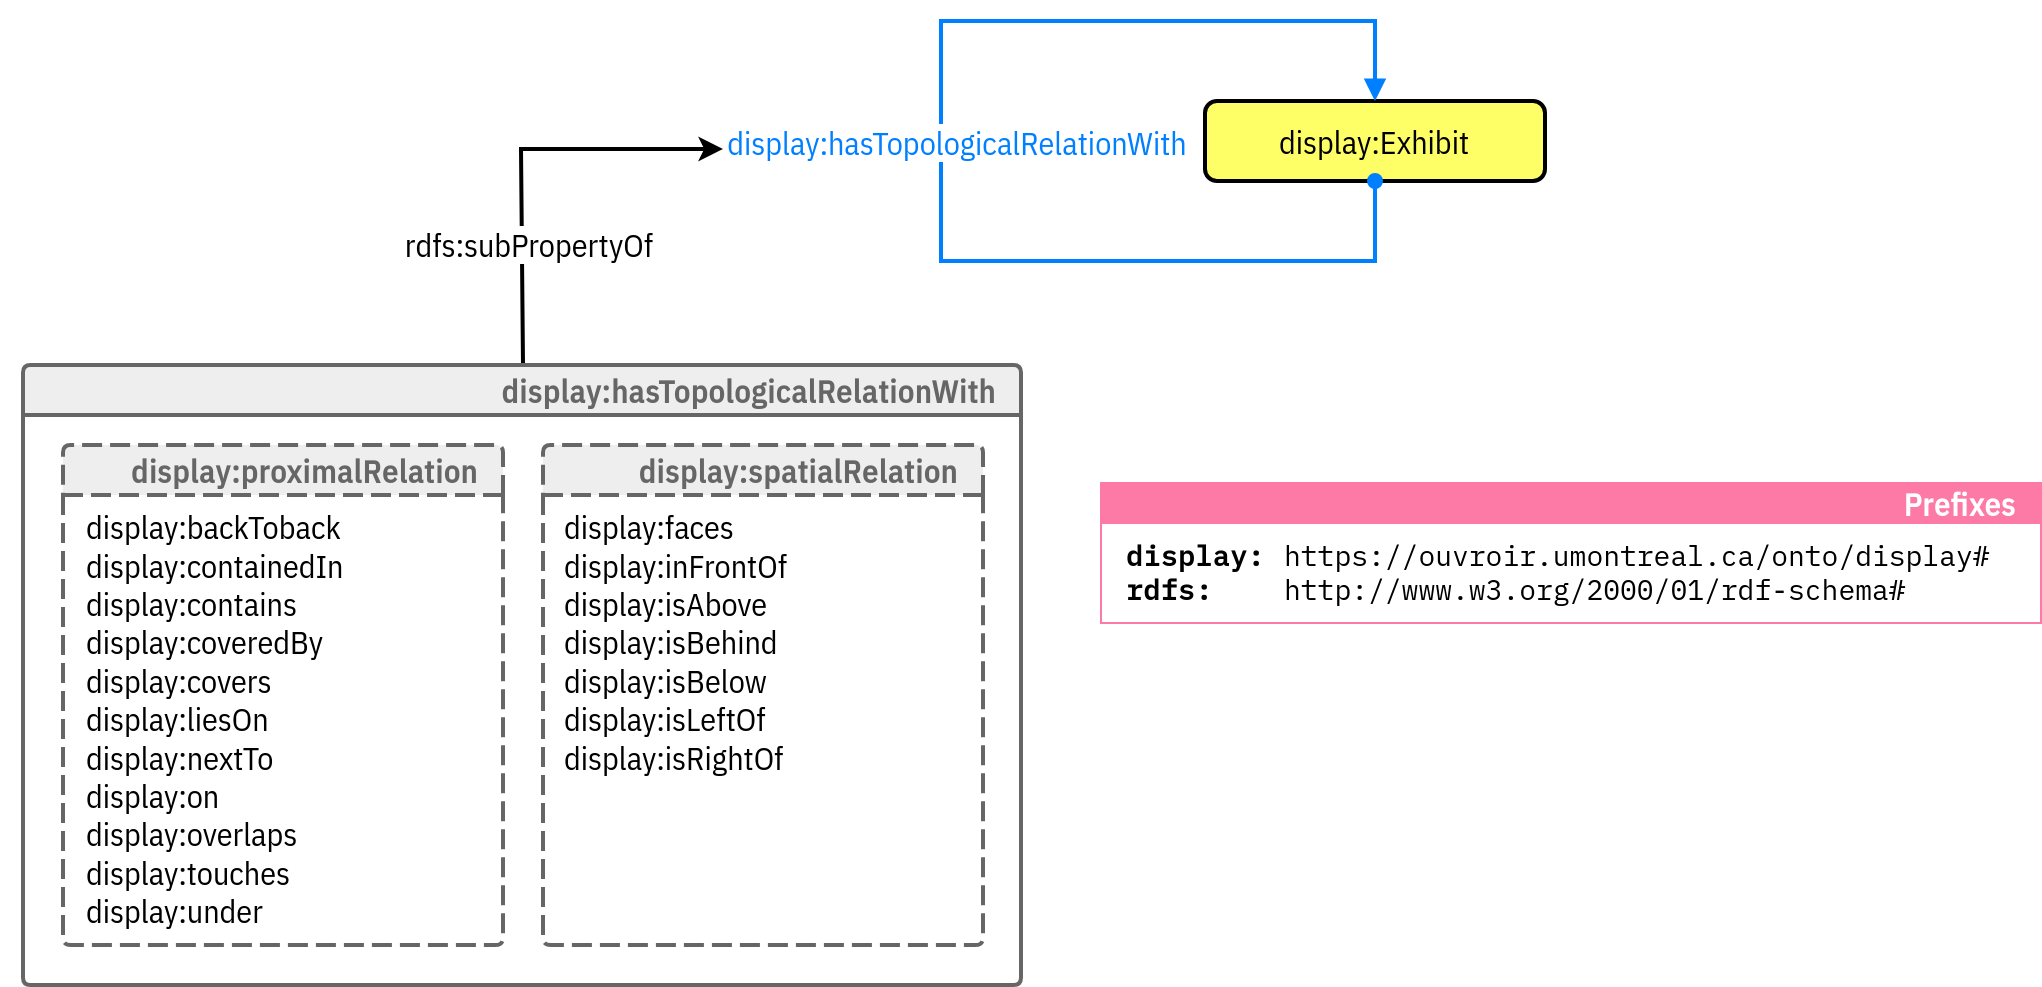 display:hasTopologicalRelationWith
display:Exhibit
rdfs:subPropertyOf
display:hasTopologicalRelationWith
display:proximalRelation
display:backToback
display:containedIn
display:contains
display:coveredBy
display:covers
display:liesOn
display:nextTo
display:on
display:overlaps
display:touches
display:under
display:spatialRelation
display:faces
display:inFrontOf
display:isAbove
display:isBehind
display:isBelow
display:isLeftOf
display:isRightOf
Prefixes
display: https://ouvroir.umontreal.ca/onto/display#
rdfs: http://www.w3.org/2000/01/rdf-schema#